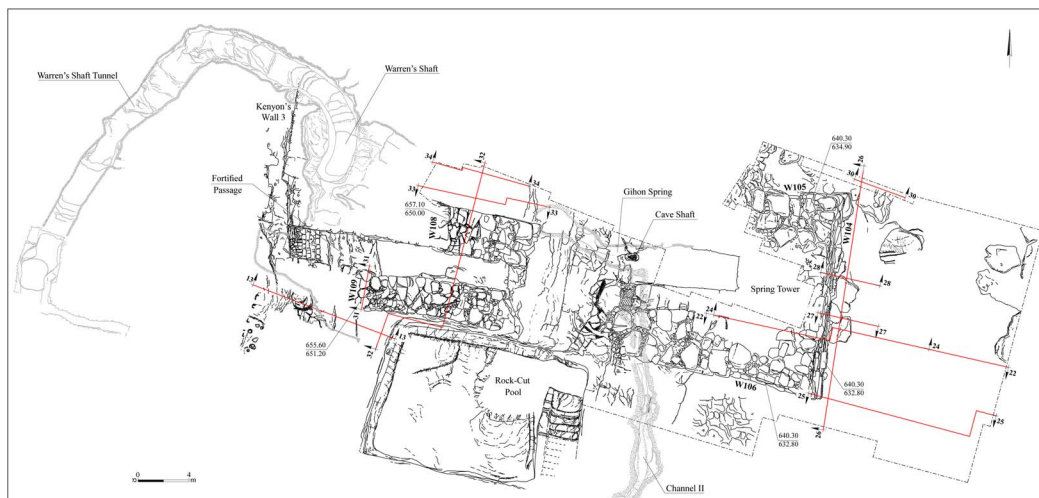 Warren's Shaft Tunnel
Warren's Shaft
Kenyon's
Wall 3
Fortified
Passage
34
32
34
33
33
657.10
650.00
W108
W109
31
31
13
13
32
655.60
651.20
Rock-Cut
Pool
Gihon Spring
Cave Shaft
Spring Tower
640.30
634.90
26
30
30
W105
W104
28
28
27
27
24
24
22
22
W106
25
25
26
640.30
632.80
640.30
632.80
Channel II
0 4
m